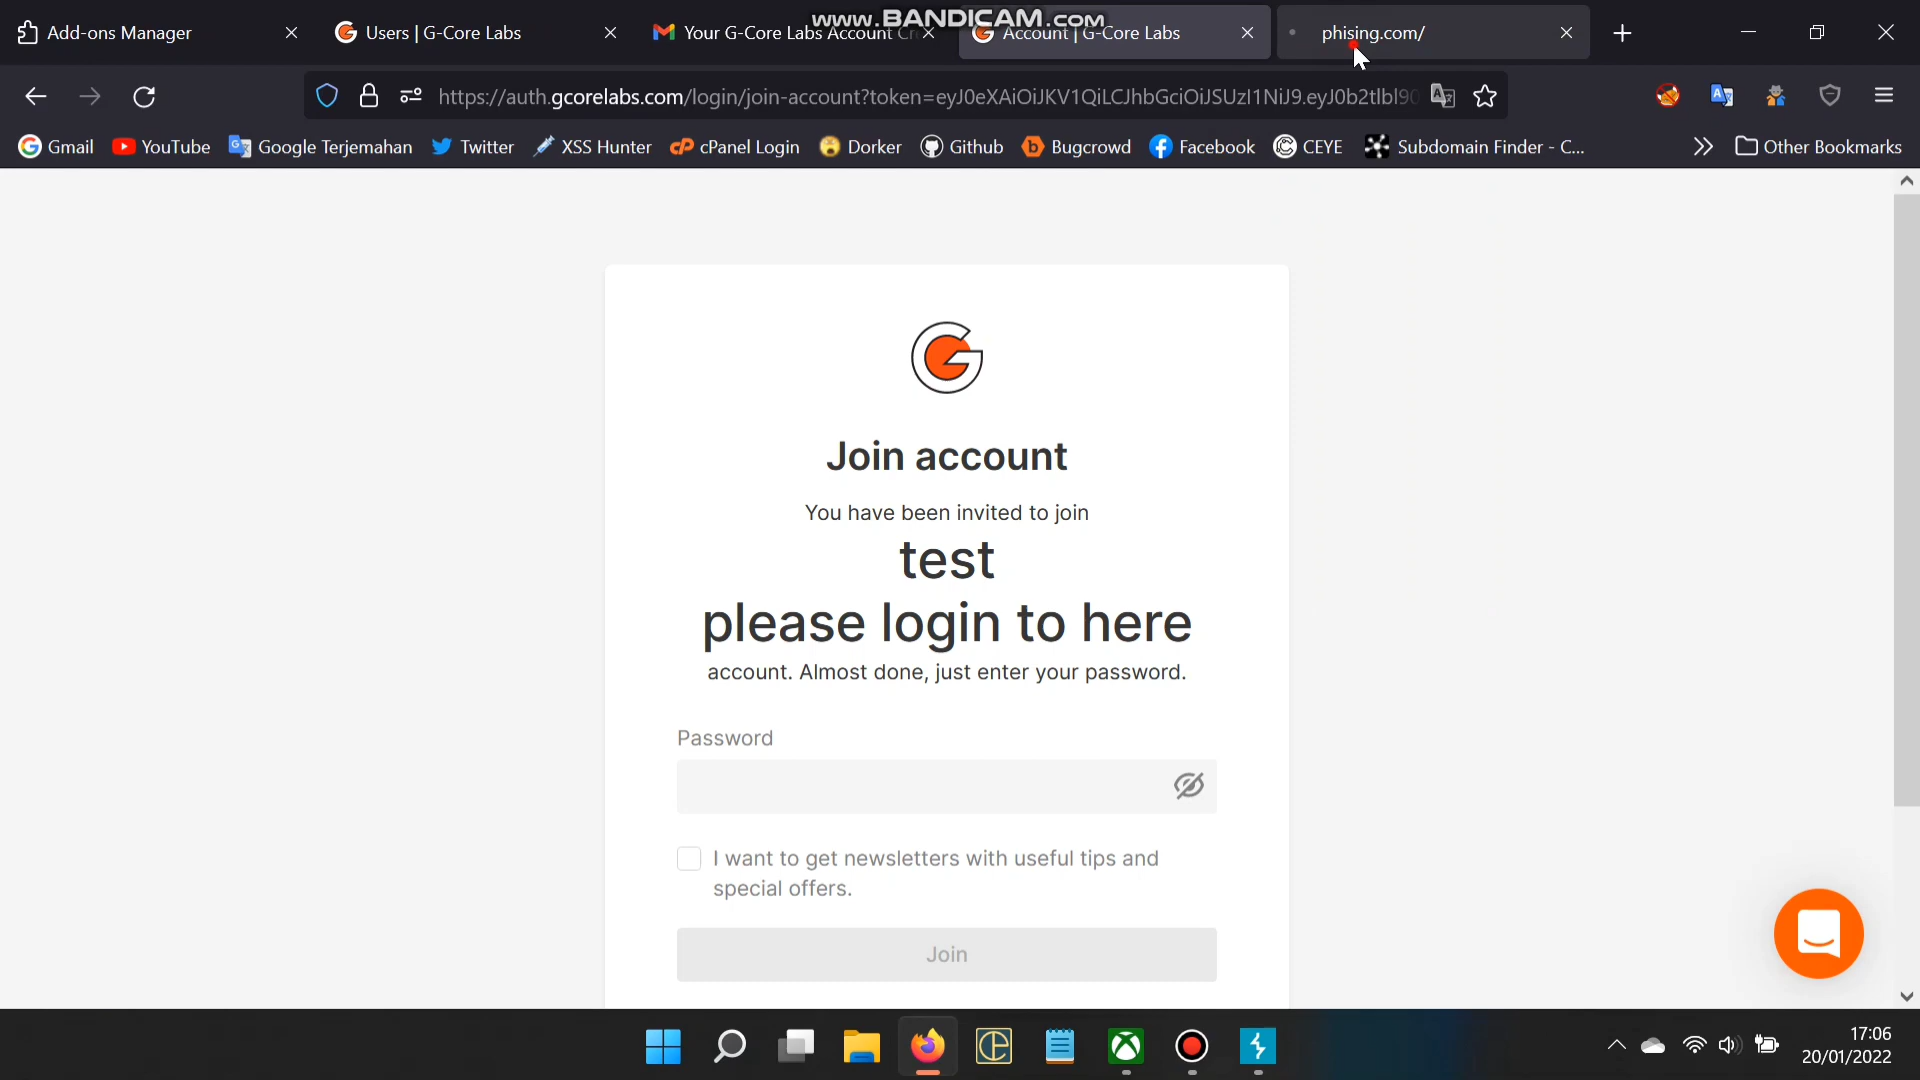 www.BANDICAM.com
Add-ons Manager
Users | G-Core Labs
Your G-Core Labs Account Cr
Account | G-Core Labs
phising.com/
https://auth.gcorelabs.com/login/join-account?token=eyJ0eXAiOiJKV1QiLCJhbGciOiJSUzI1NiJ9.eyJ0b2tlbl90
Gmail
YouTube
Google Terjemahan
Twitter
XSS Hunter
cPanel Login
Dorker
Github
Bugcrowd
Facebook
CEYE
Subdomain Finder - C...
Other Bookmarks
Join account
You have been invited to join
test
please login to here
account. Almost done, just enter your password.
Password
I want to get newsletters with useful tips and
special offers.
Join
17:06
20/01/2022